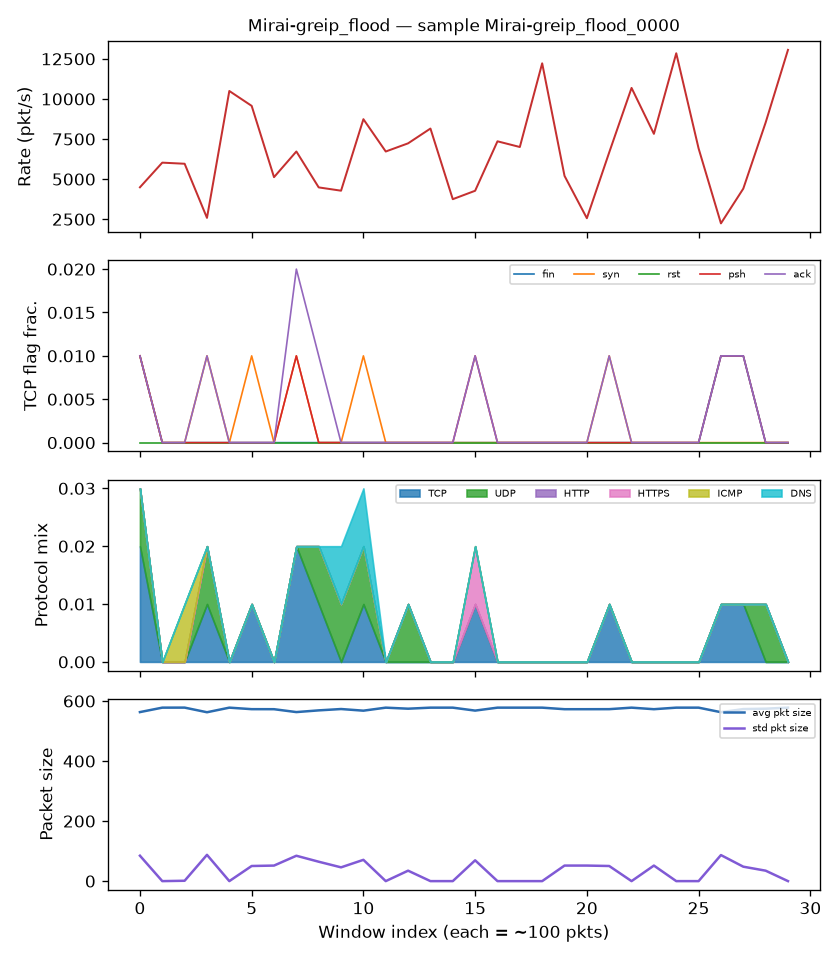 Mirai-greip_flood — sample Mirai-greip_flood_0000
Rate (pkt/s)
12500
10000
7500
5000
2500
TCP flag frac.
0.020
0.015
0.010
0.005
0.000
fin syn rst psh ack
Protocol mix
0.03
0.02
0.01
0.00
TCP UDP HTTP HTTPS ICMP DNS
Packet size
600
400
200
0
avg pkt size
std pkt size
0 5 10 15 20 25 30
Window index (each = ~100 pkts)